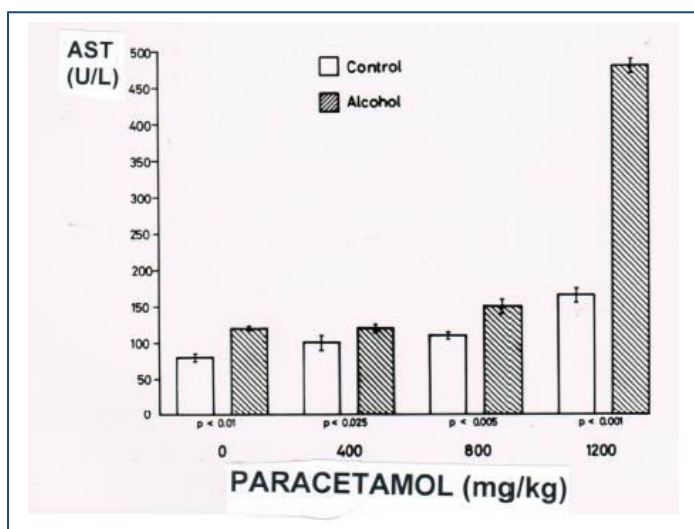 AST
(U/L)
500
450
400
350
300
250
200
150
100
50
0
Control
Alcohol
p < 0.01
p < 0.025
p < 0.005
p < 0.001
0
400
800
1200
PARACETAMOL (mg/kg)